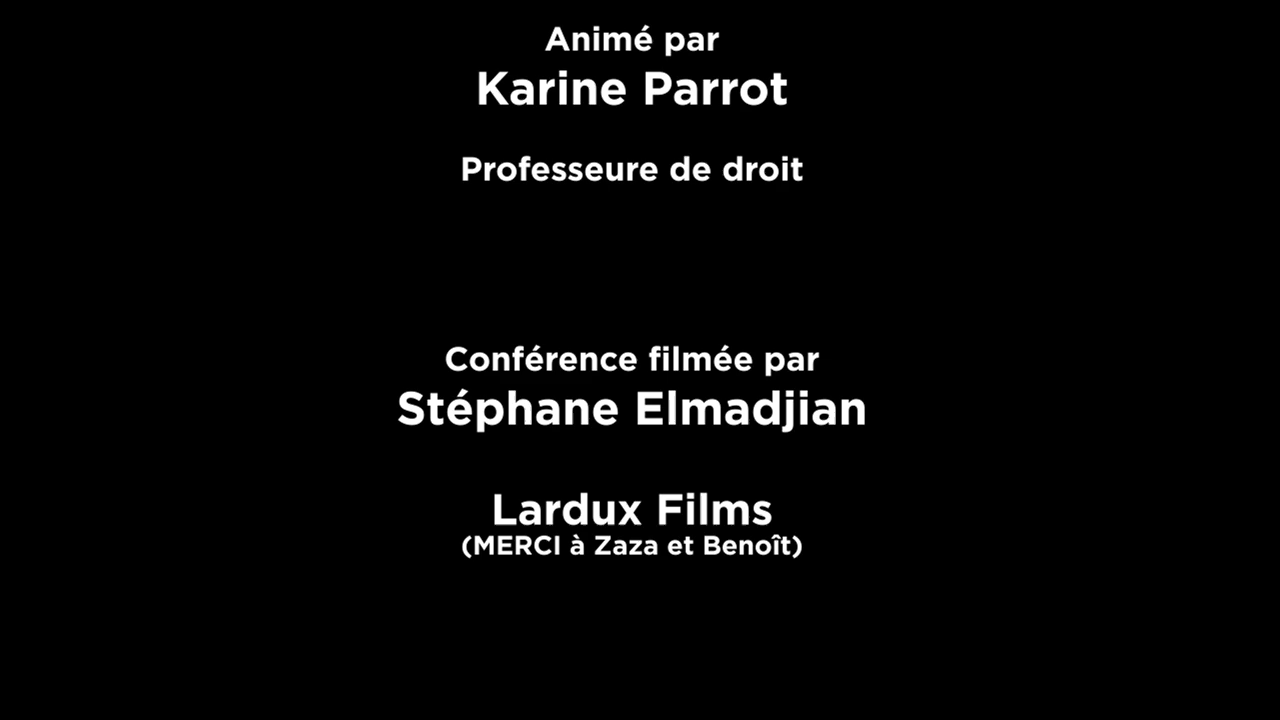 Animé par
Karine Parrot
Professeure de droit
Conférence filmée par
Stéphane Elmadjian
Lardux Films
(MERCI à Zaza et Benoît)